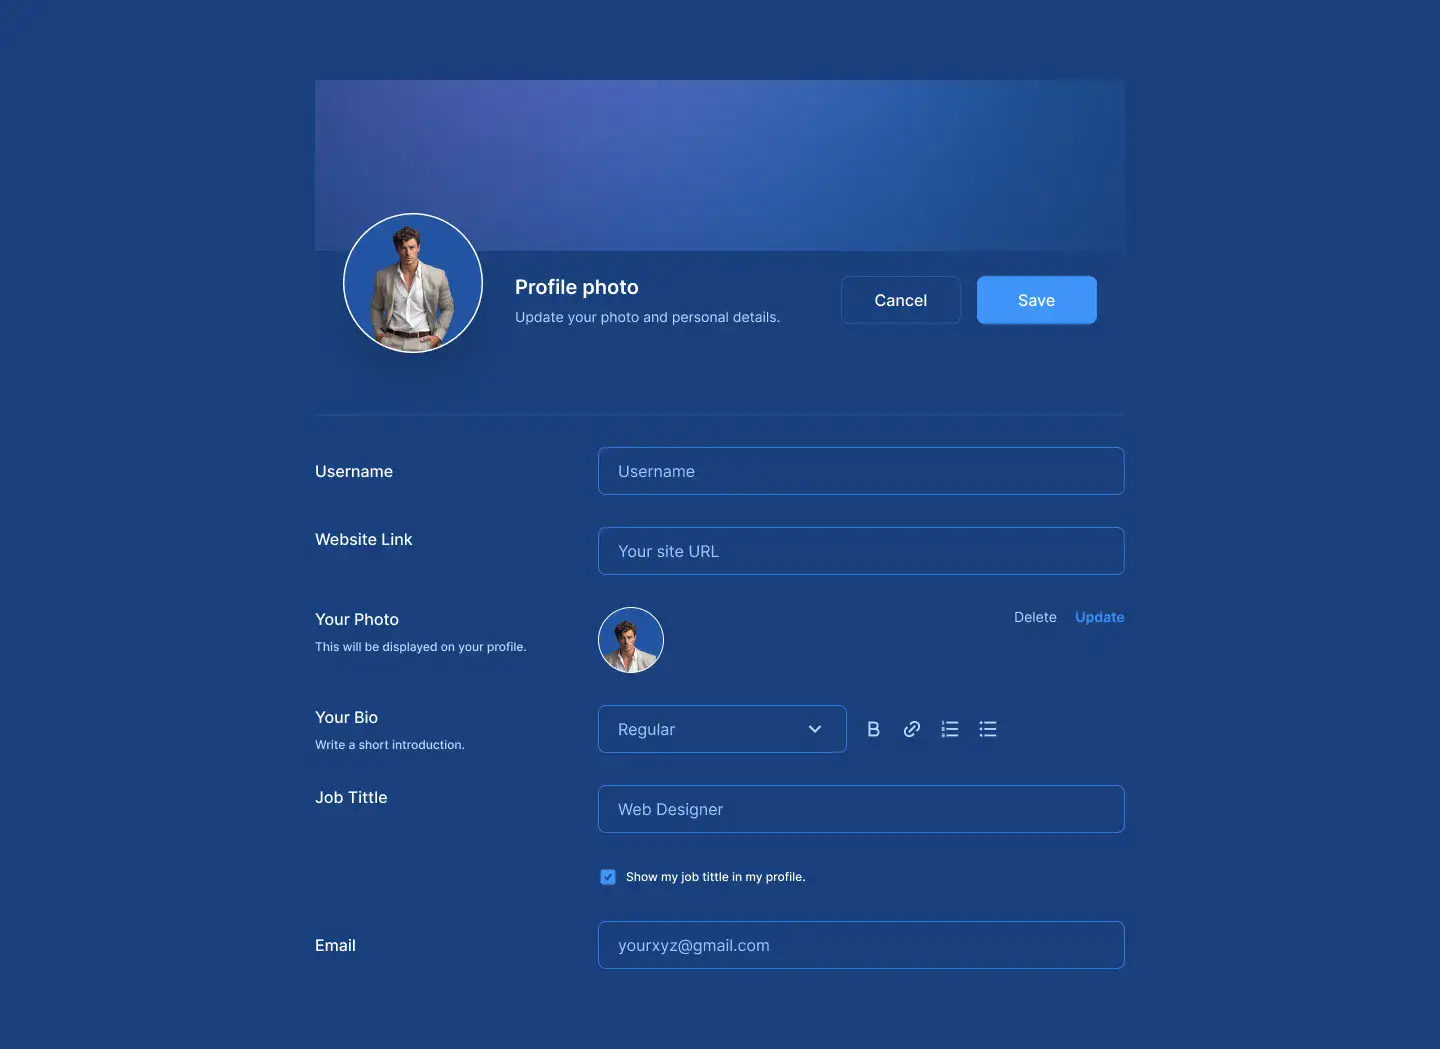 Profile photo
Update your photo and personal details.
Cancel
Save
Username
Username
Website Link
Your site URL
Your Photo
This will be displayed on your profile.
Delete
Update
Your Bio
Write a short introduction.
Regular
B
Job Tittle
Web Designer
Show my job tittle in my profile.
Email
yourxyz@gmail.com